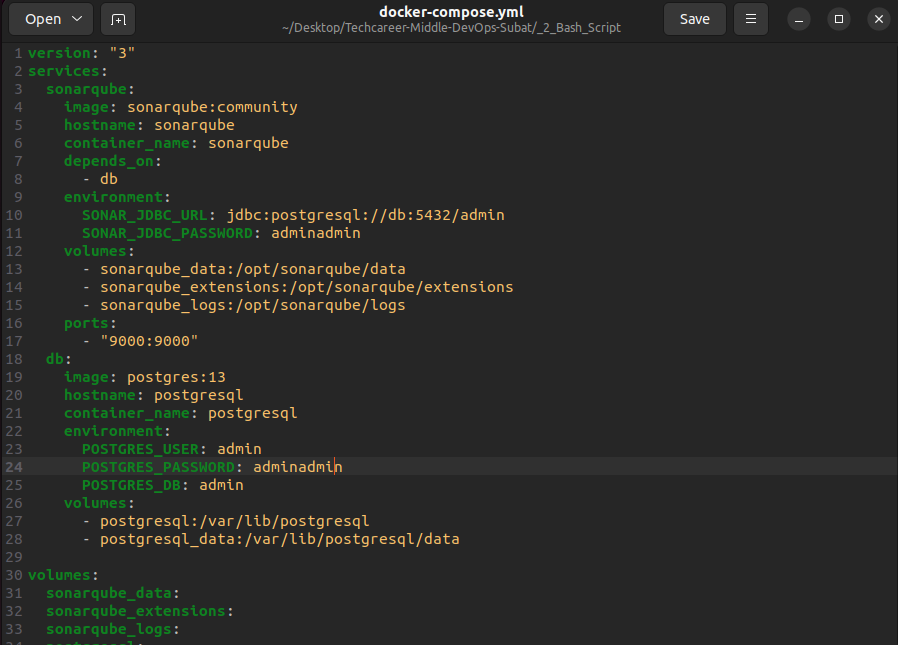 Open
docker-compose.yml
~/Desktop/Techcareer-Middle-DevOps-Subat/_2_Bash_Script
Save
1 version: "3"
2 services:
3   sonarqube:
4     image: sonarqube:community
5     hostname: sonarqube
6     container_name: sonarqube
7     depends_on:
8       - db
9     environment:
10       SONAR_JDBC_URL: jdbc:postgresql://db:5432/admin
11       SONAR_JDBC_PASSWORD: adminadmin
12     volumes:
13       - sonarqube_data:/opt/sonarqube/data
14       - sonarqube_extensions:/opt/sonarqube/extensions
15       - sonarqube_logs:/opt/sonarqube/logs
16     ports:
17       - "9000:9000"
18   db:
19     image: postgres:13
20     hostname: postgresql
21     container_name: postgresql
22     environment:
23       POSTGRES_USER: admin
24       POSTGRES_PASSWORD: adminadmin
25       POSTGRES_DB: admin
26     volumes:
27       - postgresql:/var/lib/postgresql
28       - postgresql_data:/var/lib/postgresql/data
29
30 volumes:
31   sonarqube_data:
32   sonarqube_extensions:
33   sonarqube_logs: